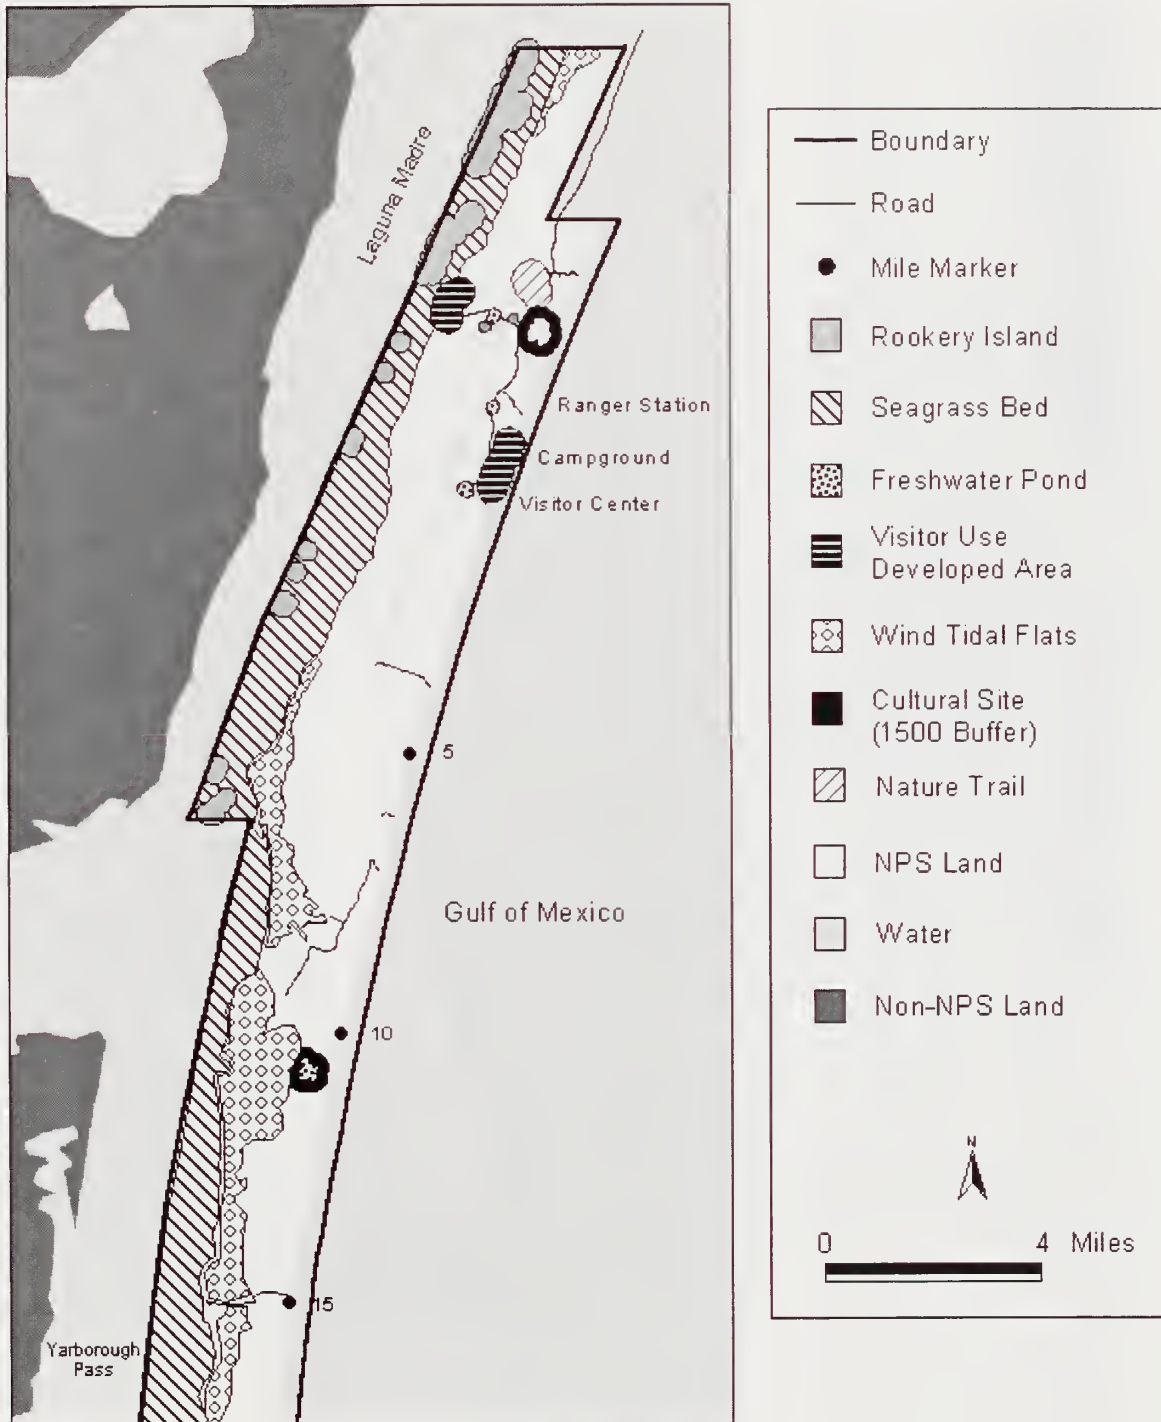 Laguna Madre
Ranger Station
Campground
Visitor Center
5
Gulf of Mexico
10
15
Yarborough
Pass
Boundary
Road
Mile Marker
Rookery Island
Seagrass Bed
Freshwater Pond
Visitor Use
Developed Area
Wind Tidal Flats
Cultural Site
(1500 Buffer)
Nature Trail
NPS Land
Water
Non-NPS Land
N
0 4 Miles